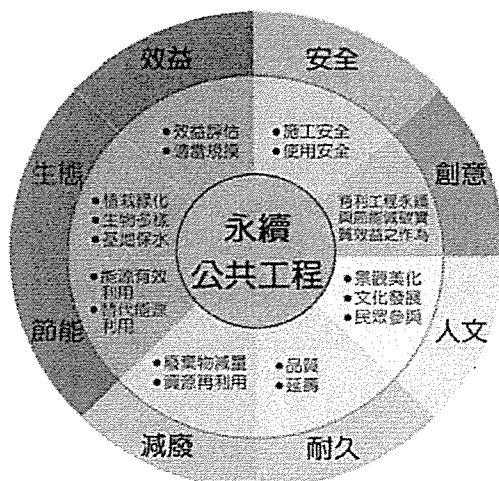 永續
公共工程
效益
●效益評估
●適當規模
安全
●施工安全
●使用安全
創意
有利工程永續
與節能減碳實
質效益之作為
人文
●景觀美化
●文化發展
●民眾參與
耐久
●品質
●延壽
減廢
●廢棄物減量
●資源再利用
節能
●能源有效
利用
●替代能源
利用
生態
●植栽綠化
●生物多樣
●基地保水